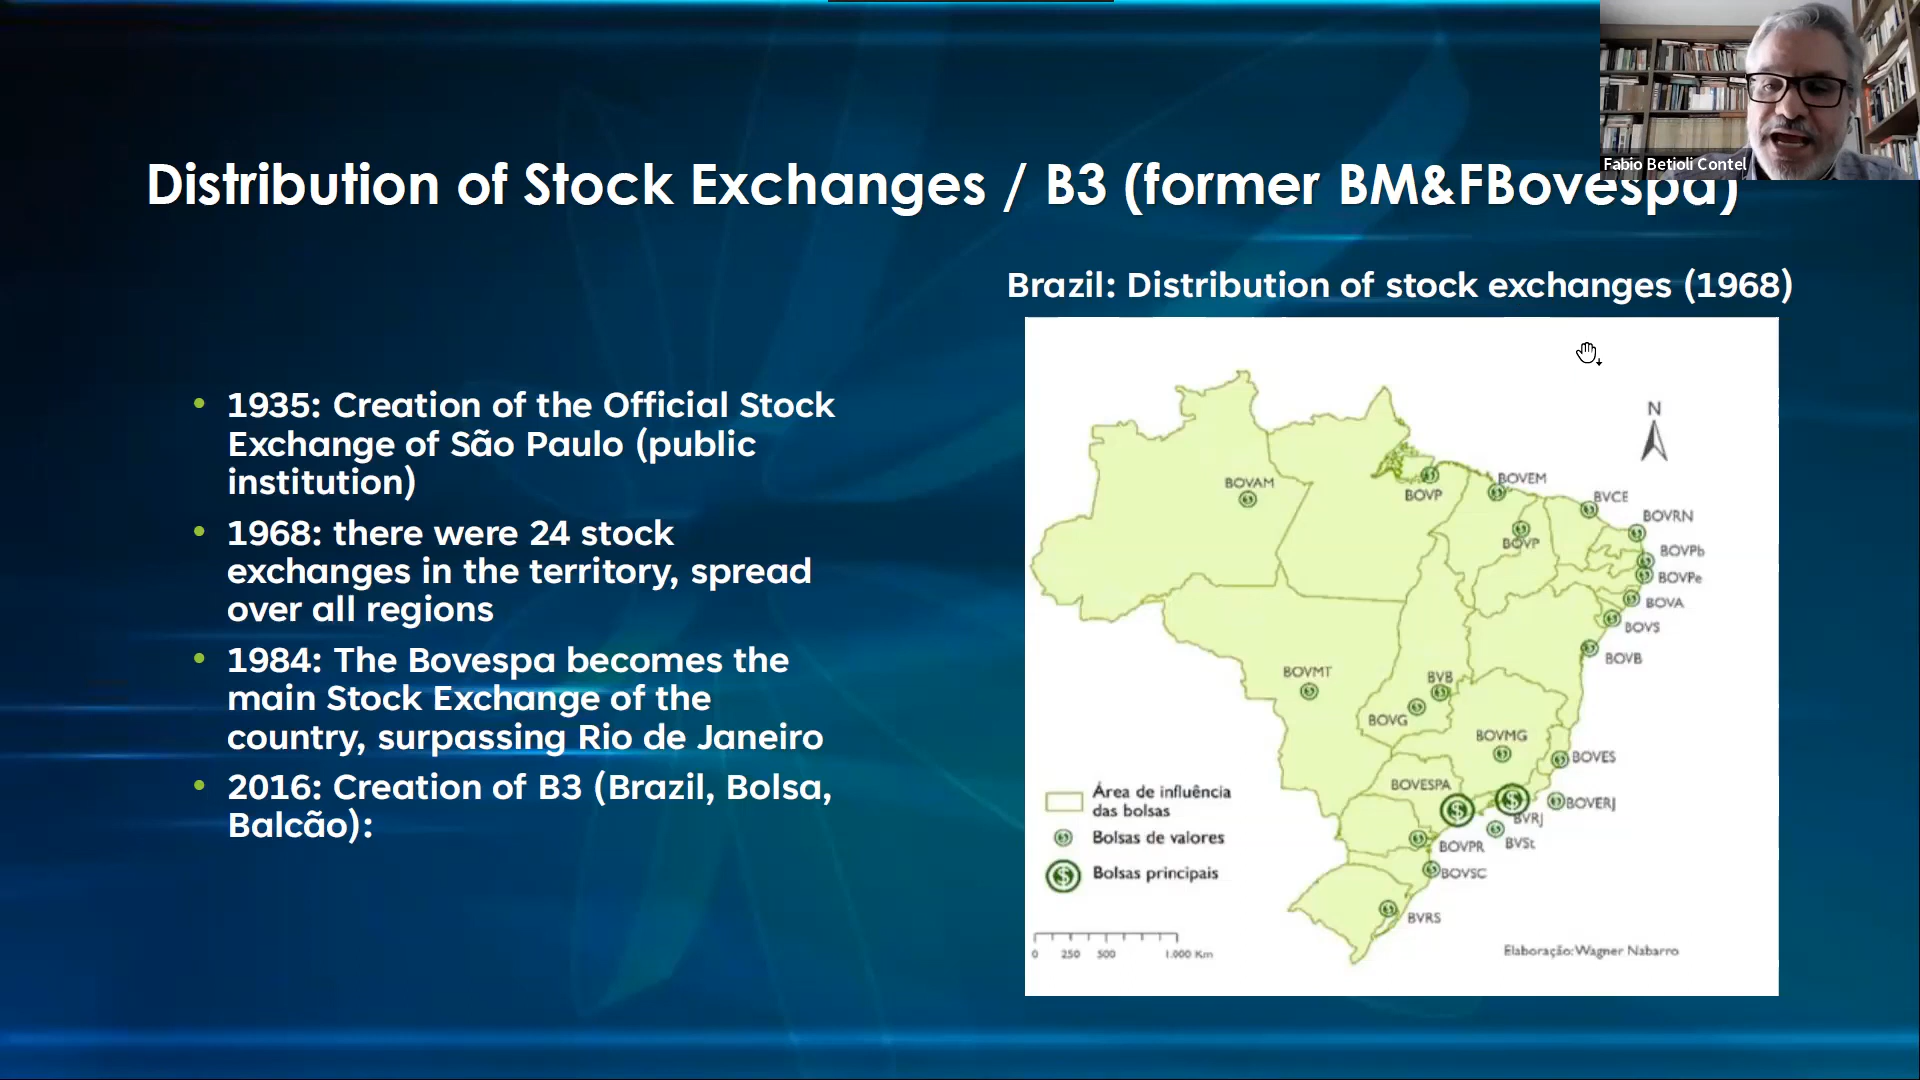 Fabio Betioli Contel
Distribution of Stock Exchanges / B3 (former BM&FBovespa)
Brazil: Distribution of stock exchanges (1968)
• 1935: Creation of the Official Stock
Exchange of São Paulo (public
institution)
• 1968: there were 24 stock
exchanges in the territory, spread
over all regions
• 1984: The Bovespa becomes the
main Stock Exchange of the
country, surpassing Rio de Janeiro
• 2016: Creation of B3 (Brazil, Bolsa,
Balcão):
N
BOVAM
BOVP
BOVEM
BVCE
BOVRN
BOVP
BOVPb
BOVPe
BOVA
BOVS
BOVB
BOVMT
BVB
BOVG
BOVMG
BOVES
BOVESPA
BOVERJ
BVRJ
BVSt
BOVPR
BOVSC
BVRS
Área de influência
das bolsas
Bolsas de valores
Bolsas principais
0 250 500 1.000 Km
Elaboração: Wagner Nabarro